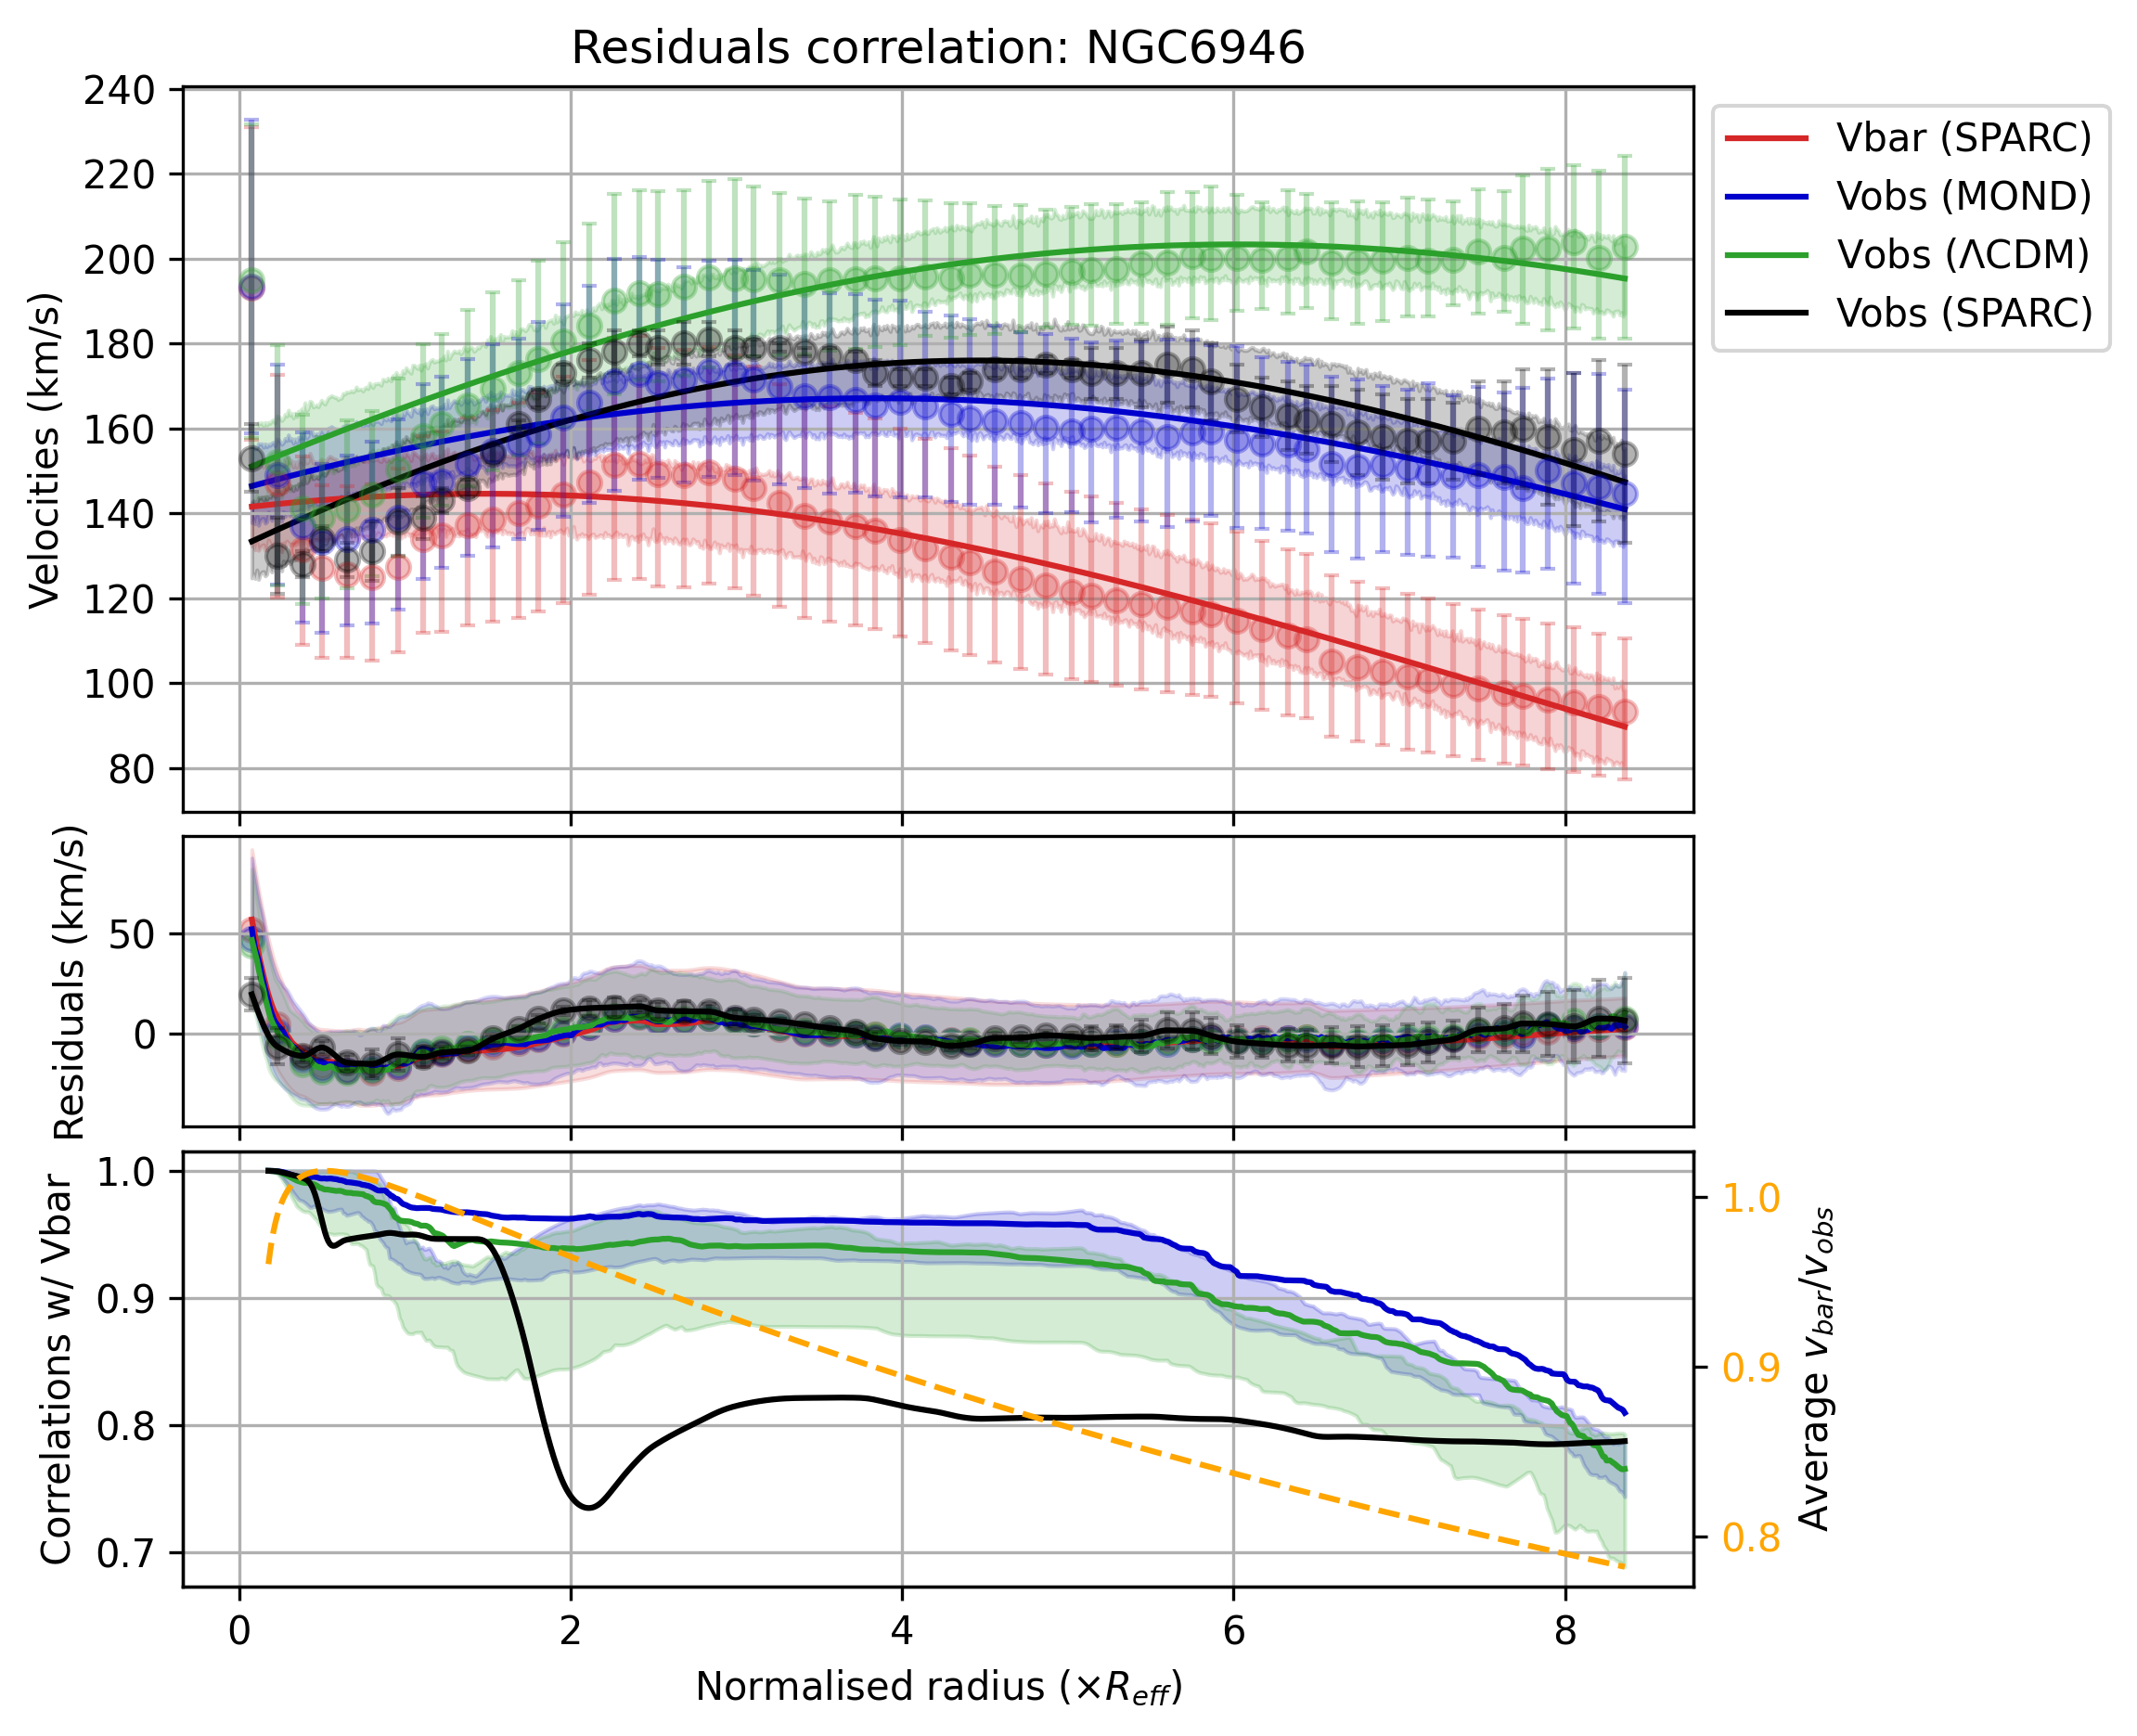 Residuals correlation: NGC6946
Velocities (km/s)
240
220
200
180
160
140
120
100
80
Vbar (SPARC)
Vobs (MOND)
Vobs (ΛCDM)
Vobs (SPARC)
Residuals (km/s)
50
0
Correlations w/ Vbar
1.0
0.9
0.8
0.7
1.0
0.9
0.8
Average v_bar/v_obs
0 2 4 6 8
Normalised radius (×R_eff)